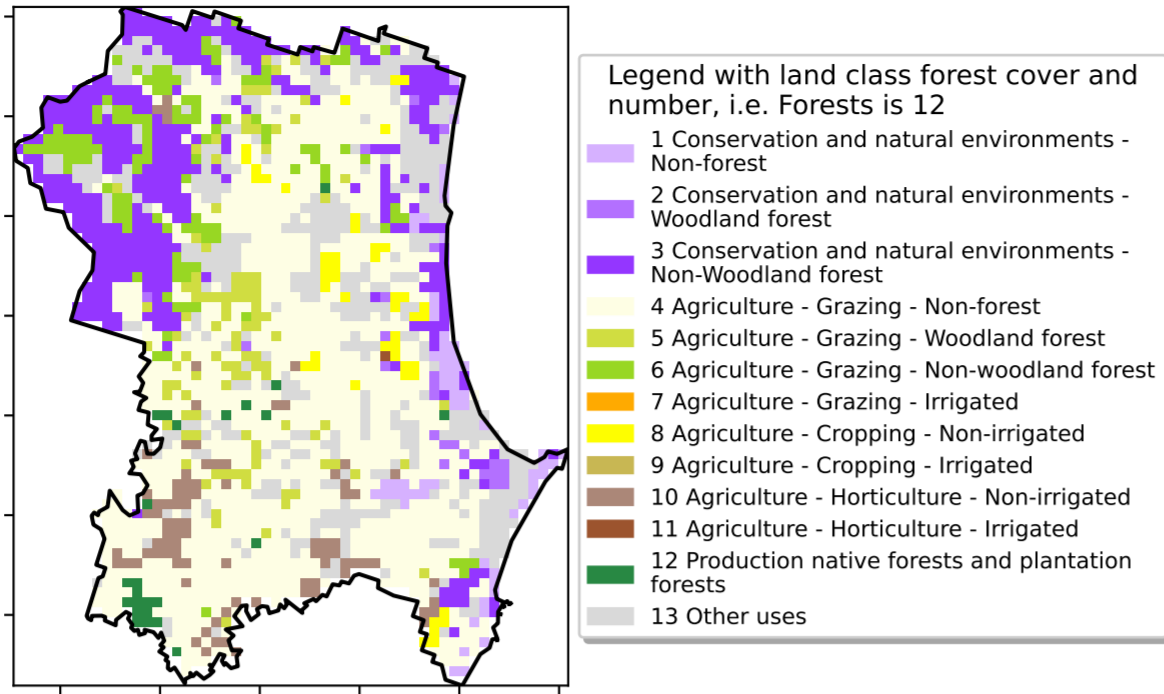 Legend with land class forest cover and
number, i.e. Forests is 12
1 Conservation and natural environments -
Non-forest
2 Conservation and natural environments -
Woodland forest
3 Conservation and natural environments -
Non-Woodland forest
4 Agriculture - Grazing - Non-forest
5 Agriculture - Grazing - Woodland forest
6 Agriculture - Grazing - Non-woodland forest
7 Agriculture - Grazing - Irrigated
8 Agriculture - Cropping - Non-irrigated
9 Agriculture - Cropping - Irrigated
10 Agriculture - Horticulture - Non-irrigated
11 Agriculture - Horticulture - Irrigated
12 Production native forests and plantation
forests
13 Other uses